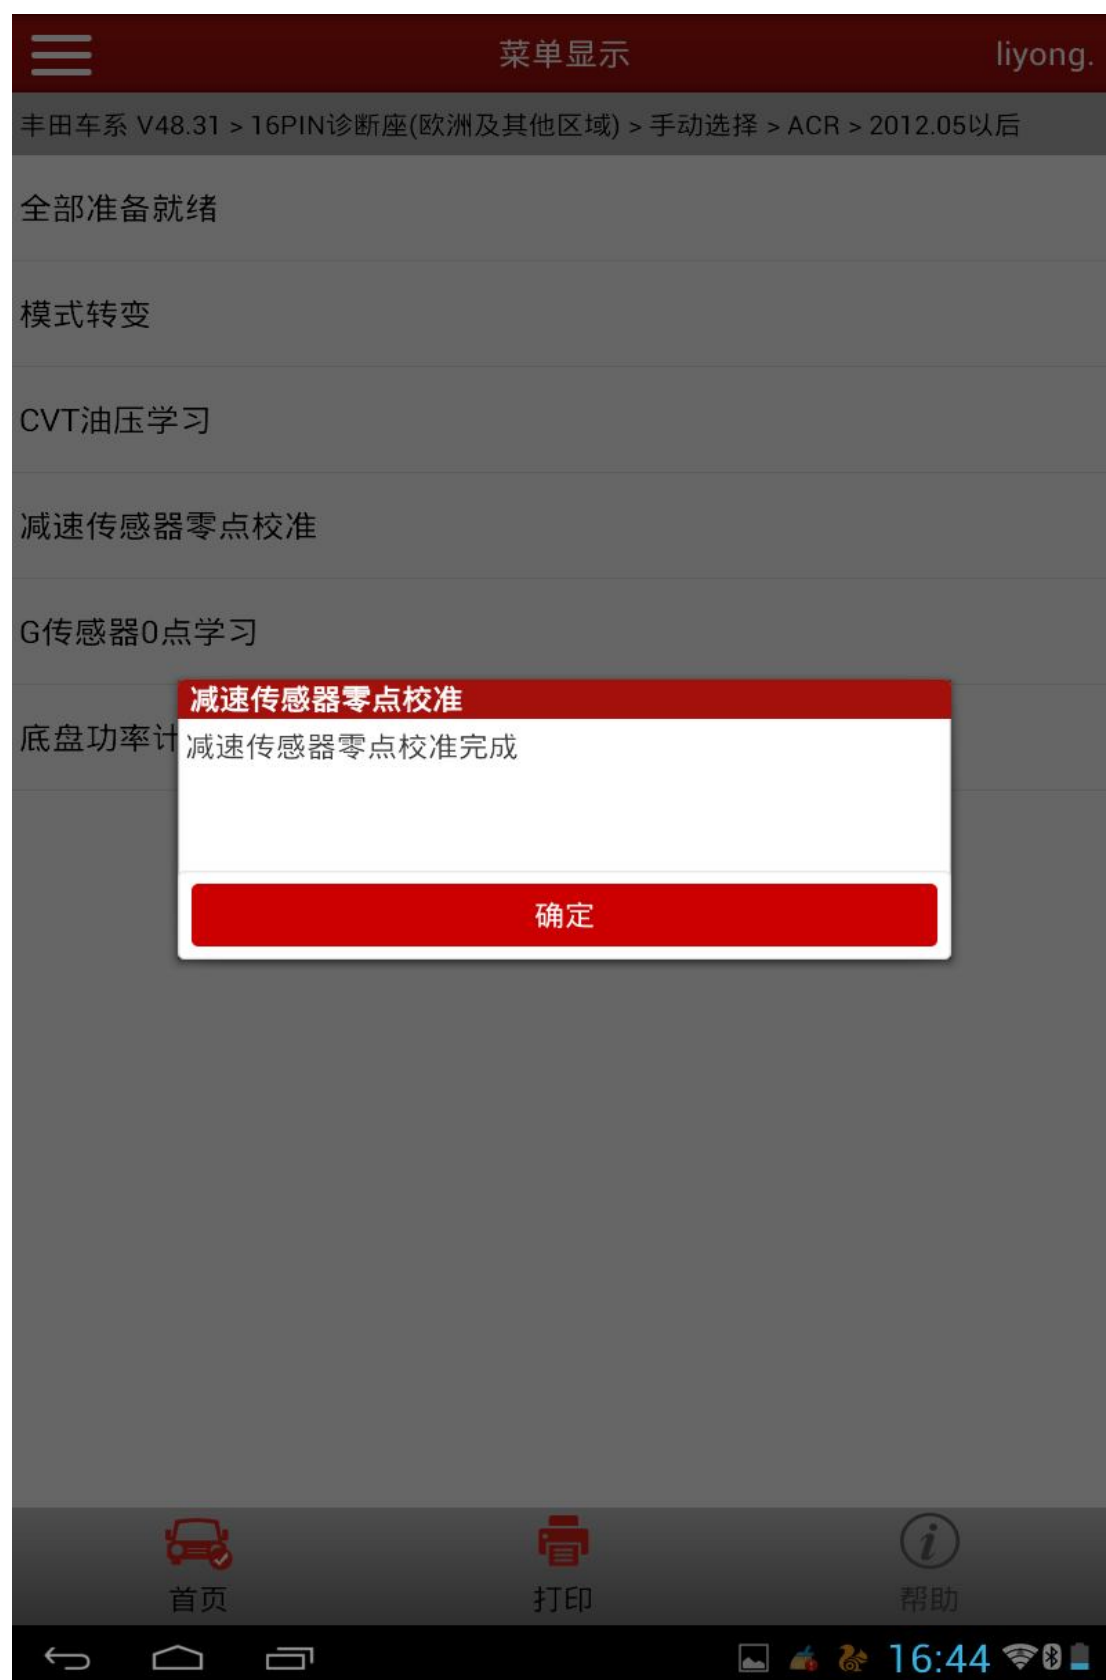 菜单显示
liyong.
丰田车系 V48.31 > 16PIN诊断座(欧洲及其他区域) > 手动选择 > ACR > 2012.05以后
全部准备就绪
模式转变
CVT油压学习
减速传感器零点校准
G传感器0点学习
底盘功率计
减速传感器零点校准
减速传感器零点校准完成
确定
首页
打印
帮助
16:44